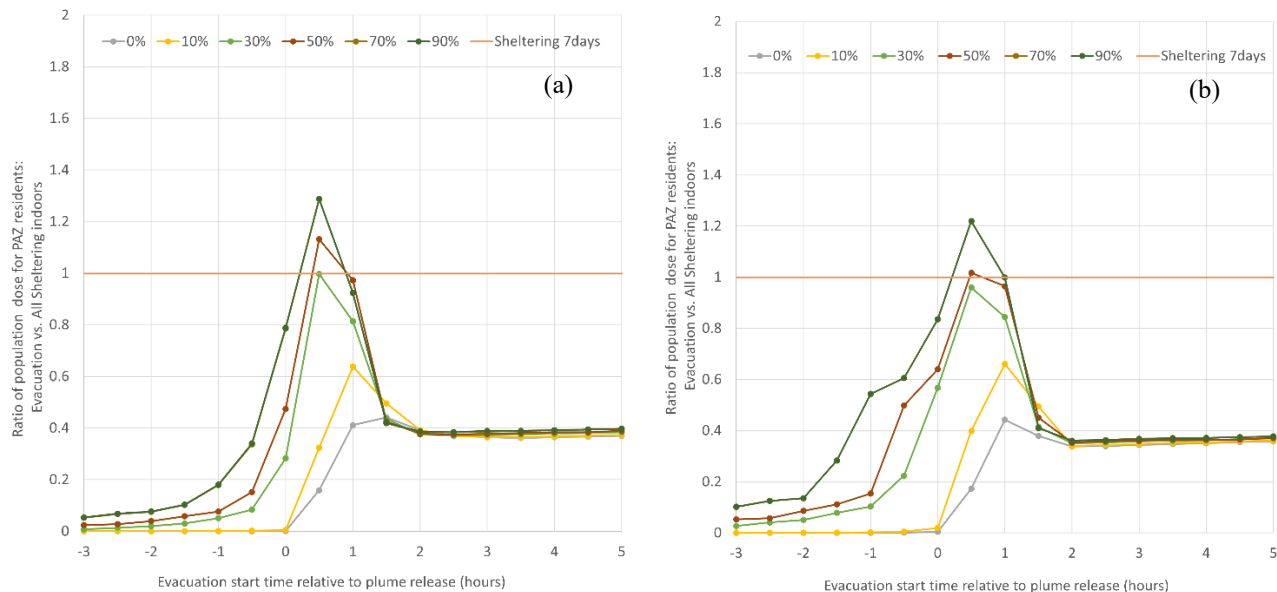 2
0% 10% 30% 50% 70% 90% Sheltering 7days
1.8
(a)
1.6
1.4
1.2
1
0.8
0.6
0.4
0.2
0
-3 -2 -1 0 1 2 3 4 5
Ratio of population dose for PAZ residents:
Evacuation vs. All Sheltering indoors
Evacuation start time relative to plume release (hours)
2
0% 10% 30% 50% 70% 90% Sheltering 7days
1.8
(b)
1.6
1.4
1.2
1
0.8
0.6
0.4
0.2
0
-3 -2 -1 0 1 2 3 4 5
Ratio of population dose for PAZ residents:
Evacuation vs. All Sheltering indoors
Evacuation start time relative to plume release (hours)